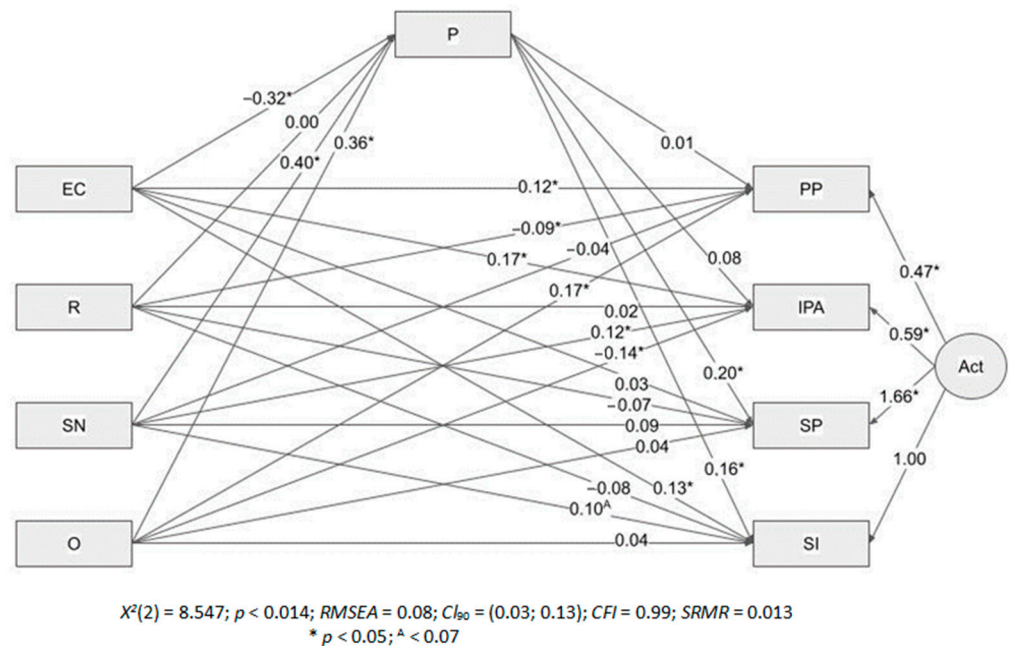 P
−0.32*
0.00
0.36*
0.40*
0.01
EC
0.12*
PP
−0.09*
−0.04
0.17*
0.08
0.47*
0.17*
R
0.02
IPA
0.12*
0.59*
−0.14*
Act
0.20*
0.03
1.66*
−0.07
SN
0.09
SP
0.04
1.00
0.16*
−0.08
0.13*
0.10ᴬ
O
0.04
SI
X²(2) = 8.547; p < 0.014; RMSEA = 0.08; CI₉₀ = (0.03; 0.13); CFI = 0.99; SRMR = 0.013
* p < 0.05; ᴬ < 0.07